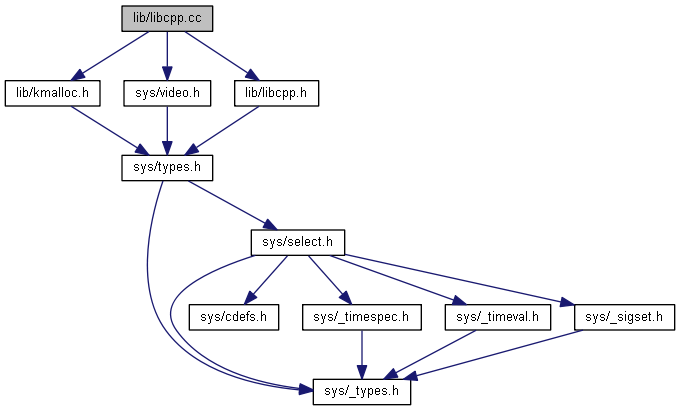 lib/libcpp.cc
lib/kmalloc.h
sys/video.h
lib/libcpp.h
sys/types.h
sys/select.h
sys/cdefs.h
sys/_timespec.h
sys/_timeval.h
sys/_sigset.h
sys/_types.h